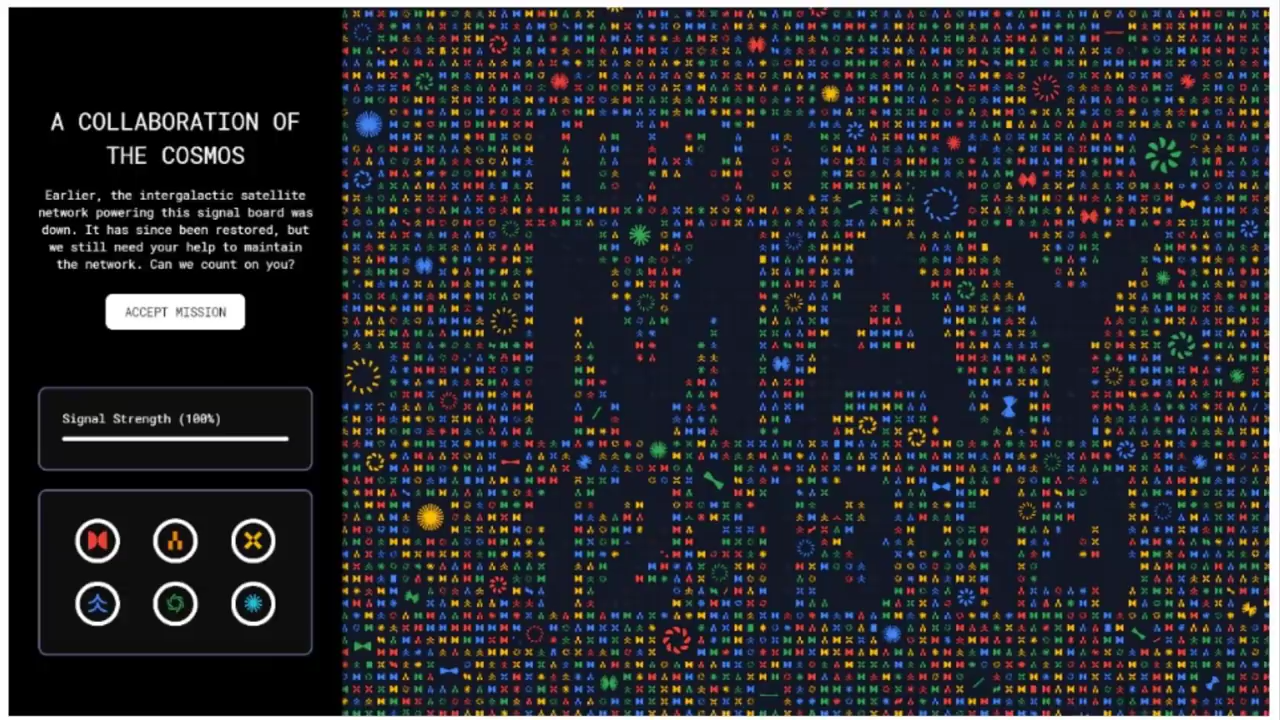 A COLLABORATION OF
THE COSMOS
Earlier, the intergalactic satellite
network powering this signal board was
down. It has since been restored, but
we still need your help to maintain
the network. Can we count on you?
ACCEPT MISSION
Signal Strength (100%)
MAY